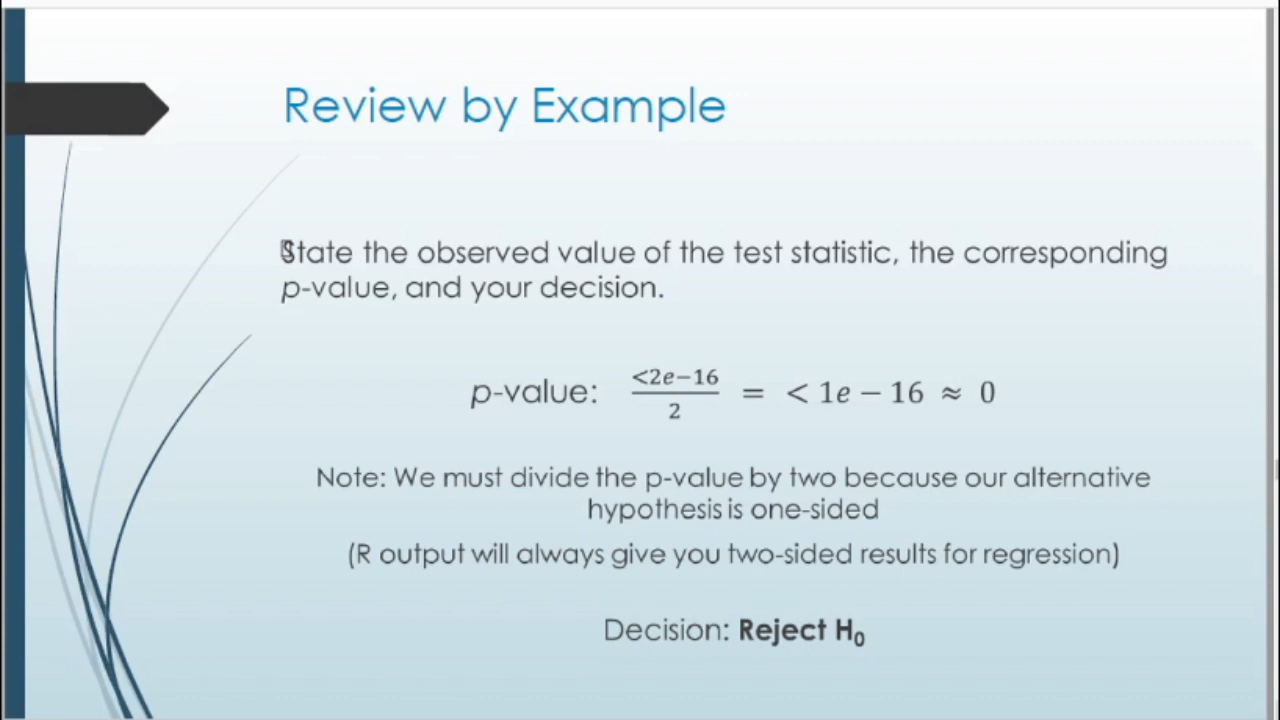 Review by Example
State the observed value of the test statistic, the corresponding
p-value, and your decision.
p-value: <2e−16/2 = < 1e − 16 ≈ 0
Note: We must divide the p-value by two because our alternative
hypothesis is one-sided
(R output will always give you two-sided results for regression)
Decision: Reject H₀